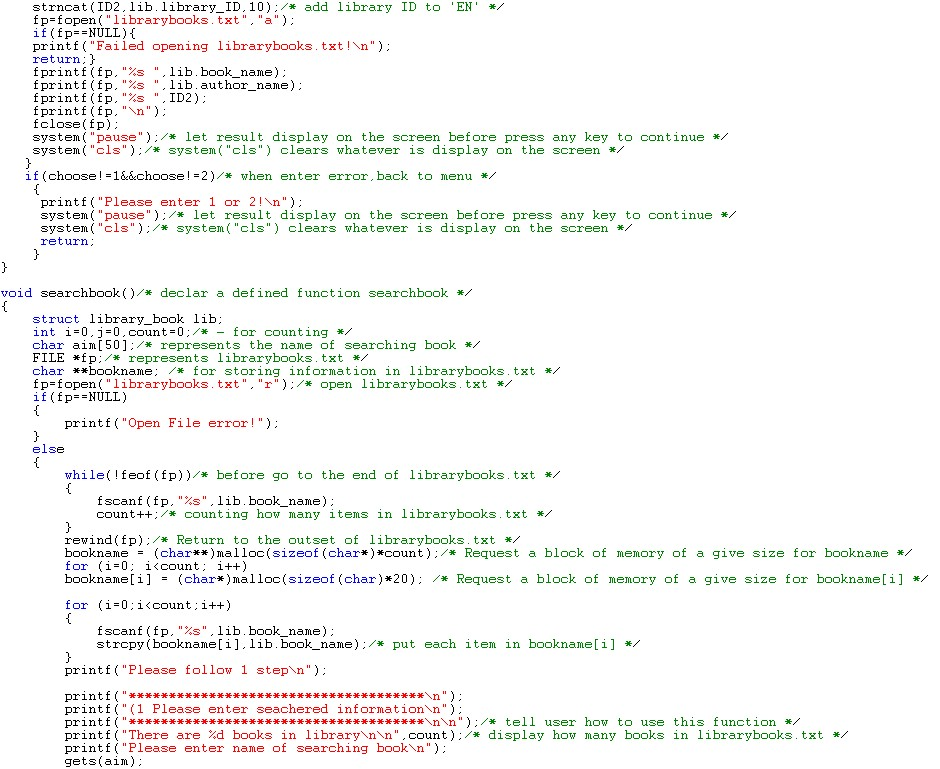 strncat(ID2,lib.library_ID,10);/* add library ID to 'EN' */
fp=fopen("librarybooks.txt","a");
if(fp==NULL){
printf("Failed opening librarybooks.txt!\n");
return;}
fprintf(fp,"%s ",lib.book_name);
fprintf(fp,"%s ",lib.author_name);
fprintf(fp,"%s ",ID2);
fprintf(fp,"\n");
fclose(fp);
system("pause");/* let result display on the screen before press any key to continue */
system("cls");/* system("cls") clears whatever is display on the screen */
}
if(choose!=1&&choose!=2)/* when enter error,back to menu */
{
printf("Please enter 1 or 2!\n");
system("pause");/* let result display on the screen before press any key to continue */
system("cls");/* system("cls") clears whatever is display on the screen */
return;
}
}
void searchbook()/* declar a defined function searchbook */
{
struct library_book lib;
int i=0,j=0,count=0;/* - for counting */
char aim[50];/* represents the name of searching book */
FILE *fp;/* represents librarybooks.txt */
char **bookname; /* for storing information in librarybooks.txt */
fp=fopen("librarybooks.txt","r");/* open librarybooks.txt */
if(fp==NULL)
{
printf("Open File error!");
}
else
{
while(!feof(fp))/* before go to the end of librarybooks.txt */
{
fscanf(fp,"%s",lib.book_name);
count++;/* counting how many items in librarybooks.txt */
}
rewind(fp);/* Return to the outset of librarybooks.txt */
bookname = (char**)malloc(sizeof(char*)*count);/* Request a block of memory of a give size for bookname */
for (i=0; i<count; i++)
bookname[i] = (char*)malloc(sizeof(char)*20); /* Request a block of memory of a give size for bookname[i] */
for (i=0;i<count;i++)
{
fscanf(fp,"%s",lib.book_name);
strcpy(bookname[i],lib.book_name);/* put each item in bookname[i] */
}
printf("Please follow 1 step\n");
printf("*************************************\n");
printf("(1 Please enter seachered information\n");
printf("*************************************\n\n");/* tell user how to use this function */
printf("There are %d books in library\n\n",count);/* display how many books in librarybooks.txt */
printf("Please enter name of searching book\n");
gets(aim);